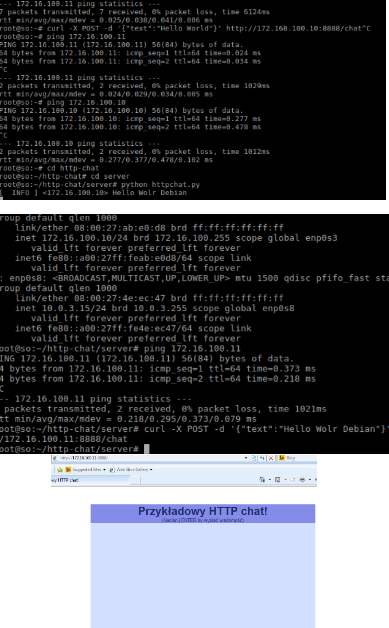 --- 172.16.100.11 ping statistics ---
7 packets transmitted, 7 received, 0% packet loss, time 6124ms
rtt min/avg/max/mdev = 0.025/0.030/0.041/0.006 ms
root@so:~# curl -X POST -d '{"text":"Hello World"}' http://172.168.100.10:8888/chat^C
root@so:~# ping 172.16.100.11
PING 172.16.100.11 (172.16.100.11) 56(84) bytes of data.
64 bytes from 172.16.100.11: icmp_seq=1 ttl=64 time=0.024 ms
64 bytes from 172.16.100.11: icmp_seq=2 ttl=64 time=0.034 ms
^C
--- 172.16.100.11 ping statistics ---
2 packets transmitted, 2 received, 0% packet loss,
rtt min/avg/max/mdev = 0.024/0.029/0.034/0.005 ms
root@so:~# ping 172.16.100.10
PING 172.16.100.10 (172.16.100.10) 56(84) bytes of data.
64 bytes from 172.16.100.10: icmp_seq=1 ttl=64 time=0.277 ms
64 bytes from 172.16.100.10: icmp_seq=2 ttl=64 time=0.478 ms
^C
--- 172.16.100.10 ping statistics ---
2 packets transmitted, 2 received, 0% packet loss, time 1012ms
rtt min/avg/max/mdev = 0.277/0.377/0.478/0.102 ms
root@so:~# cd http-chat
root@so:~/http-chat# cd server
root@so:~/http-chat/server# python httpchat.py
[ INFO ] <172.16.100.10> Hello Wolr Debian
roup default qlen 1000
link/ether 08:00:27:ab:e0:d8 brd ff:ff:ff:ff:ff:ff
inet 172.16.100.10/24 brd 172.16.100.255 scope global enp0s3
valid_lft forever preferred_lft forever
inet6 fe80::a00:27ff:feab:e0d8/64 scope link
valid_lft forever preferred_lft forever
: enp0s8: <BROADCAST,MULTICAST,UP,LOWER_UP> mtu 1500 qdisc pfifo_fast sta
roup default qlen 1000
link/ether 08:00:27:4e:ec:47 brd ff:ff:ff:ff:ff:ff
inet 10.0.3.15/24 brd 10.0.3.255 scope global enp0s8
valid_lft forever preferred_lft forever
inet6 fe80::a00:27ff:fe4e:ec47/64 scope link
valid_lft forever preferred_lft forever
oot@so:~/http-chat/server# ping 172.16.100.11
ING 172.16.100.11 (172.16.100.11) 56(84) bytes of data.
4 bytes from 172.16.100.11: icmp_seq=1 ttl=64 time=0.373 ms
4 bytes from 172.16.100.11: icmp_seq=2 ttl=64 time=0.218 ms
C
-- 172.16.100.11 ping statistics ---
packets transmitted, 2 received, 0% packet loss, time 1021ms
tt min/avg/max/mdev = 0.218/0.295/0.373/0.079 ms
oot@so:~/http-chat/server# curl -X POST -d '{"text":"Hello Wolr Debian"}'
/172.16.100.11:8888/chat
oot@so:~/http-chat/server#
http://172.16.100.11:8888/
Bing
Suggested Sites Web Slice Gallery
wy HTTP chat!
Przykładowy HTTP chat!
(Naciśnij ENTER by wysłać wiadomość)